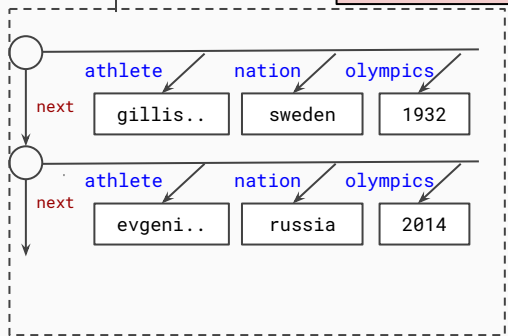 athlete nation olympics
next
gillis.. sweden 1932
athlete nation olympics
next
evgeni.. russia 2014